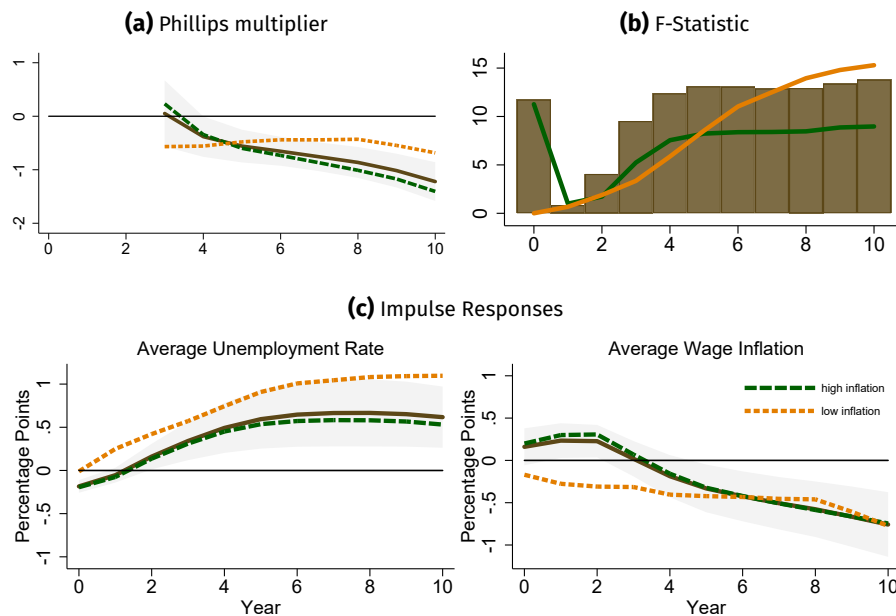 (a) Phillips multiplier
(b) F-Statistic
1
0
-1
-2
0 2 4 6 8 10
15
10
5
0
0 2 4 6 8 10
(c) Impulse Responses
Average Unemployment Rate
Percentage Points
1
.5
0
-.5
-1
0 2 4 6 8 10
Year
Average Wage Inflation
Percentage Points
1
.5
0
-.5
-1
high inflation
low inflation
0 2 4 6 8 10
Year